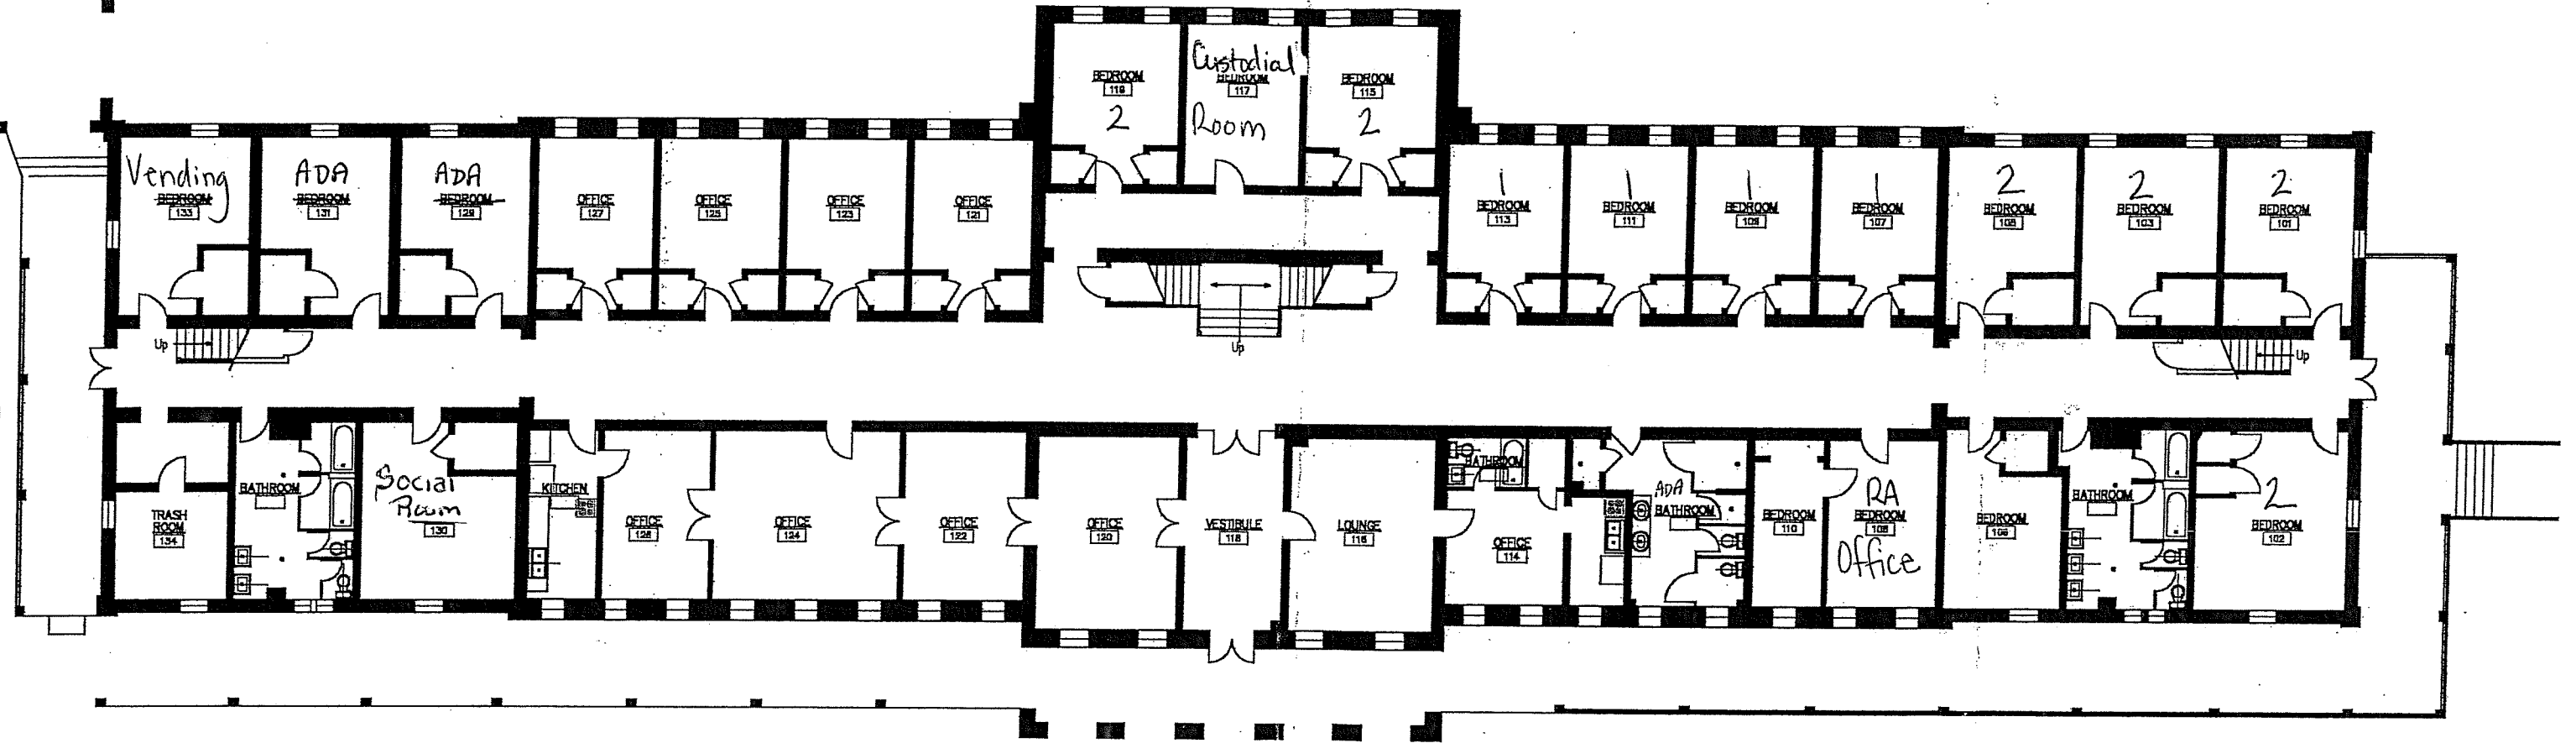 BEDROOM
119
2
Custodial
BEDROOM
117
Room
BEDROOM
115
2
Vending
BEDROOM
133
ADA
BEDROOM
131
ADA
BEDROOM
129
OFFICE
127
OFFICE
125
OFFICE
123
OFFICE
121
1
BEDROOM
113
1
BEDROOM
111
1
BEDROOM
109
1
BEDROOM
107
2
BEDROOM
105
2
BEDROOM
103
2
BEDROOM
101
Up
Up
Up
TRASH
ROOM
134
BATHROOM
Social
Room
130
KITCHEN
OFFICE
126
OFFICE
124
OFFICE
122
OFFICE
120
VESTIBULE
118
LOUNGE
116
BATHROOM
OFFICE
114
ADA
BATHROOM
BEDROOM
110
RA
BEDROOM
108
Office
BEDROOM
106
BATHROOM
2
BEDROOM
102